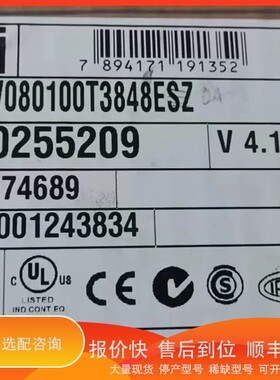 7 894171 191352
V080100T3848ESZ
0255209
V 4.1
74689
001243834
C UL US
LISTED
IND CONT EQ
选配咨询
报价快 售后到位 顺丰
大量现货 停产型号 稀缺型号 可